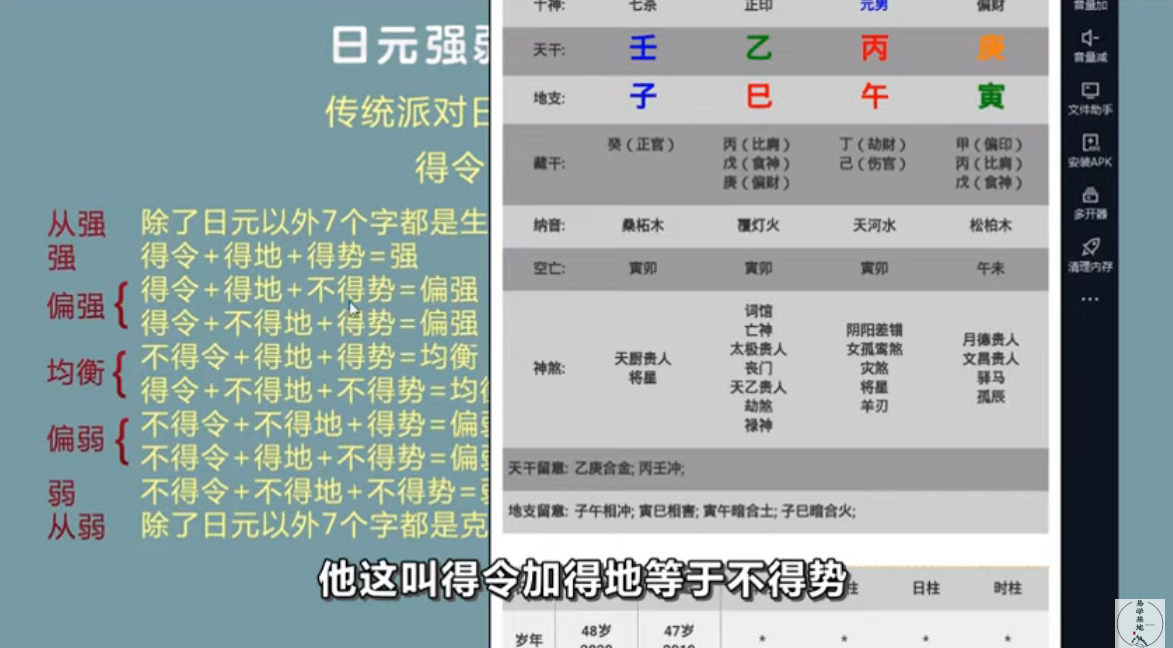 日元强
传统派对日
得令
从强 除了日元以外7个字都是生
强 得令+得地+得势=强
偏强 { 得令+得地+不得势=偏强
得令+不得地+得势=偏强
均衡 { 不得令+得地+得势=均衡
得令+不得地+不得势=均
偏弱 { 不得令+不得地+得势=偏
不得令+得地+不得势=偏
弱 不得令+不得地+不得势=
从弱 除了日元以外7个字都是克
十神: 七杀 正印 元男 偏财
天干: 壬 乙 丙 庚
地支: 子 巳 午 寅
藏干: 癸(正官) 丙(比肩) 丁(劫财) 甲(偏印)
戊(食神) 己(伤官) 丙(比肩)
庚(偏财) 戊(食神)
纳音: 桑柘木 覆灯火 天河水 松柏木
空亡: 寅卯 寅卯 寅卯 午未
神煞: 天厨贵人 词馆 阴阳差错 月德贵人
将星 亡神 女孤鸾煞 文昌贵人
太极贵人 灾煞 驿马
丧门 将星 孤辰
天乙贵人 羊刃
劫煞
禄神
天干留意: 乙庚合金; 丙壬冲;
地支留意: 子午相冲; 寅巳相害; 寅午暗合土; 子巳暗合火;
柱 日柱 时柱
岁年 48岁 47岁 * * * *
他这叫得令加得地等于不得势
音量加
音量减
文件助手
安装APK
多开器
清理内存
易学基地